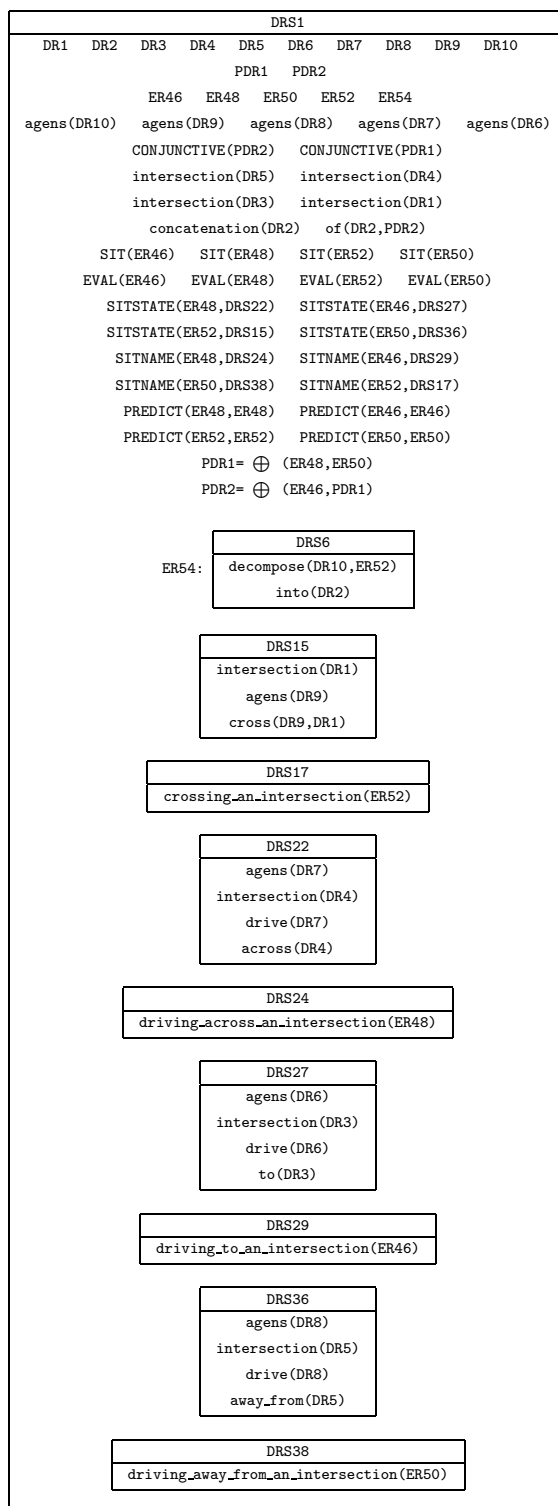 DRS1
DR1 DR2 DR3 DR4 DR5 DR6 DR7 DR8 DR9 DR10
PDR1 PDR2
ER46 ER48 ER50 ER52 ER54
agens(DR10) agens(DR9) agens(DR8) agens(DR7) agens(DR6)
CONJUNCTIVE(PDR2) CONJUNCTIVE(PDR1)
intersection(DR5) intersection(DR4)
intersection(DR3) intersection(DR1)
concatenation(DR2) of(DR2,PDR2)
SIT(ER46) SIT(ER48) SIT(ER52) SIT(ER50)
EVAL(ER46) EVAL(ER48) EVAL(ER52) EVAL(ER50)
SITSTATE(ER48,DRS22) SITSTATE(ER46,DRS27)
SITSTATE(ER52,DRS15) SITSTATE(ER50,DRS36)
SITNAME(ER48,DRS24) SITNAME(ER46,DRS29)
SITNAME(ER50,DRS38) SITNAME(ER52,DRS17)
PREDICT(ER48,ER48) PREDICT(ER46,ER46)
PREDICT(ER52,ER52) PREDICT(ER50,ER50)
PDR1= ⊕ (ER48,ER50)
PDR2= ⊕ (ER46,PDR1)
DRS6
ER54: decompose(DR10,ER52)
into(DR2)
DRS15
intersection(DR1)
agens(DR9)
cross(DR9,DR1)
DRS17
crossing_an_intersection(ER52)
DRS22
agens(DR7)
intersection(DR4)
drive(DR7)
across(DR4)
DRS24
driving_across_an_intersection(ER48)
DRS27
agens(DR6)
intersection(DR3)
drive(DR6)
to(DR3)
DRS29
driving_to_an_intersection(ER46)
DRS36
agens(DR8)
intersection(DR5)
drive(DR8)
away_from(DR5)
DRS38
driving_away_from_an_intersection(ER50)